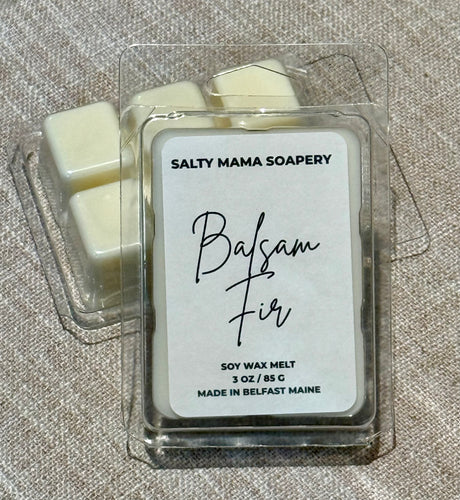 SALTY MAMA SOAPERY
Balsam
Fir
SOY WAX MELT
3 OZ / 85 G
MADE IN BELFAST MAINE